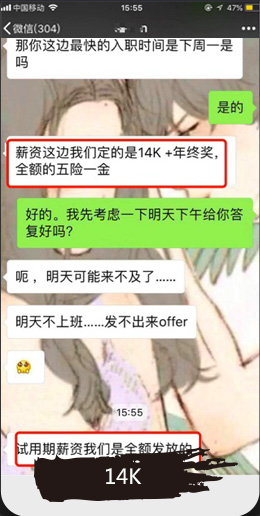 中国移动
15:55
47%
微信(304)
那你这边最快的入职时间是下周一是
吗
是的
薪资这边我们定的是14K +年终奖，
全额的五险一金
好的。我先考虑一下明天下午给你答
复好吗？
呃 ，明天可能来不及了……
明天不上班……发不出来offer
15:55
试用期薪资我们是全额发放的
14K